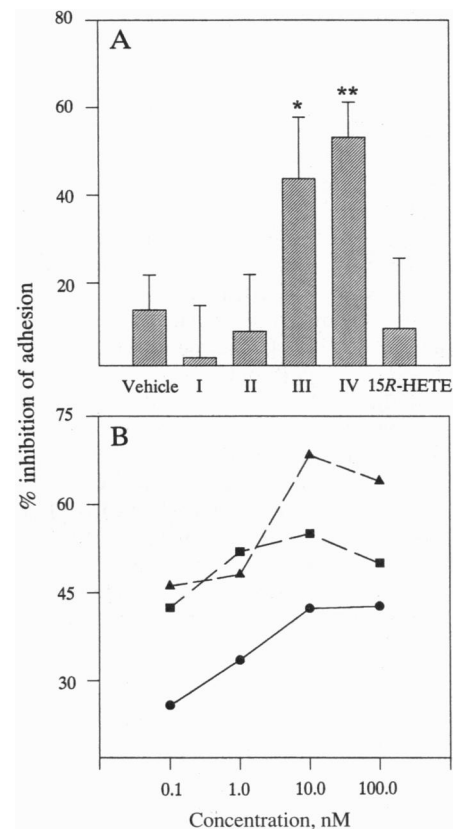 A
80
60
40
20
* **
Vehicle I II III IV 15R-HETE
% inhibition of adhesion
B
75
60
45
30
0.1 1.0 10.0 100.0
Concentration, nM